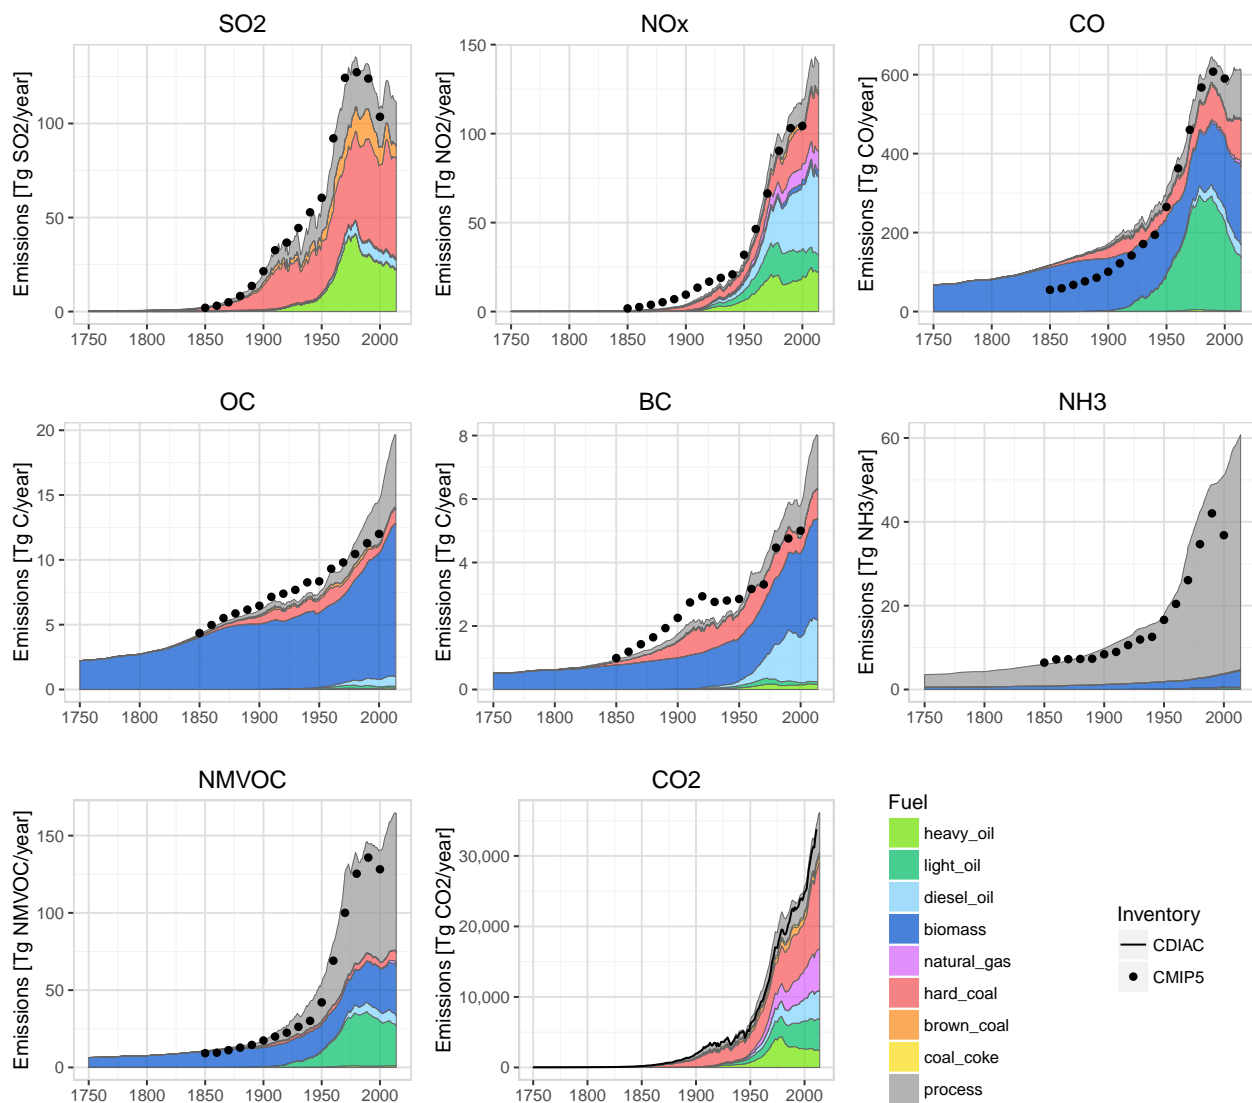 SO2
Emissions [Tg SO2/year]
100
50
0
1750 1800 1850 1900 1950 2000
NOx
Emissions [Tg NO2/year]
150
100
50
0
1750 1800 1850 1900 1950 2000
CO
Emissions [Tg CO/year]
600
400
200
0
1750 1800 1850 1900 1950 2000
OC
Emissions [Tg C/year]
20
15
10
5
0
1750 1800 1850 1900 1950 2000
BC
Emissions [Tg C/year]
8
6
4
2
0
1750 1800 1850 1900 1950 2000
NH3
Emissions [Tg NH3/year]
60
40
20
0
1750 1800 1850 1900 1950 2000
NMVOC
Emissions [Tg NMVOC/year]
150
100
50
0
1750 1800 1850 1900 1950 2000
CO2
Emissions [Tg CO2/year]
30,000
20,000
10,000
0
1750 1800 1850 1900 1950 2000
Fuel
heavy_oil
light_oil
diesel_oil
biomass
natural_gas
hard_coal
brown_coal
coal_coke
process
Inventory
CDIAC
CMIP5